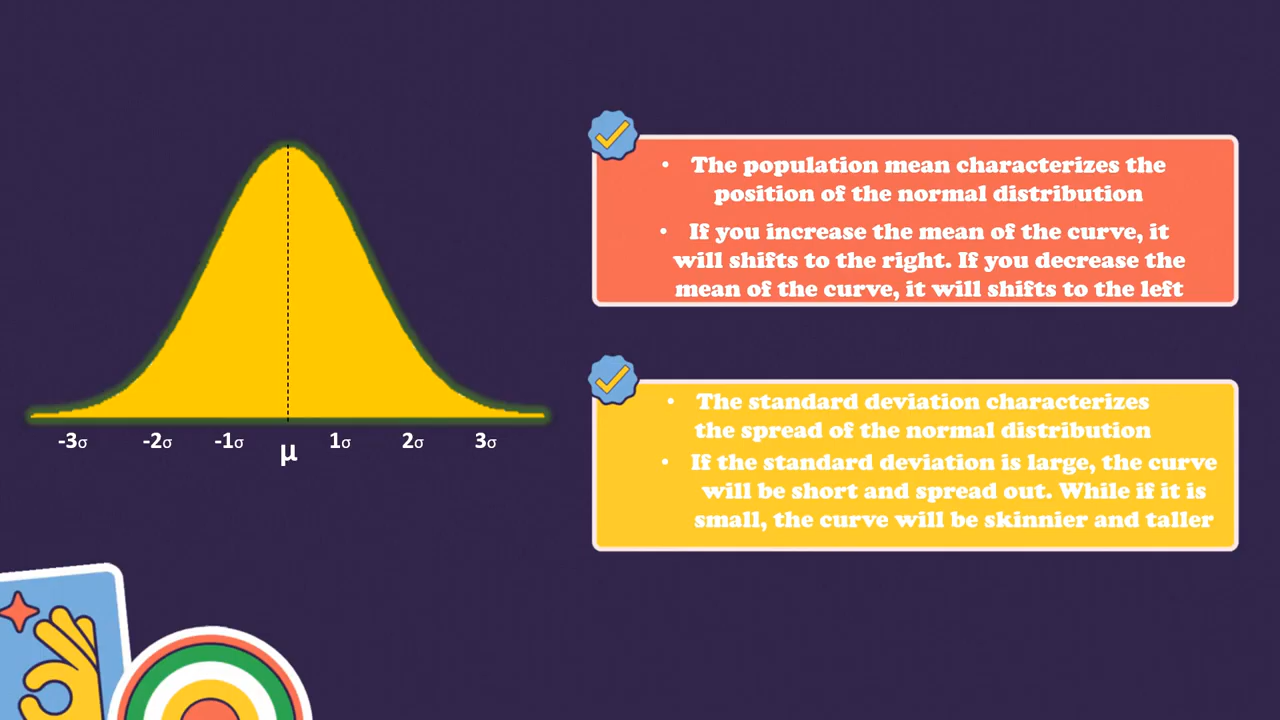 -3σ -2σ -1σ μ 1σ 2σ 3σ
• The population mean characterizes the
position of the normal distribution
• If you increase the mean of the curve, it
will shifts to the right. If you decrease the
mean of the curve, it will shifts to the left
• The standard deviation characterizes
the spread of the normal distribution
• If the standard deviation is large, the curve
will be short and spread out. While if it is
small, the curve will be skinnier and taller